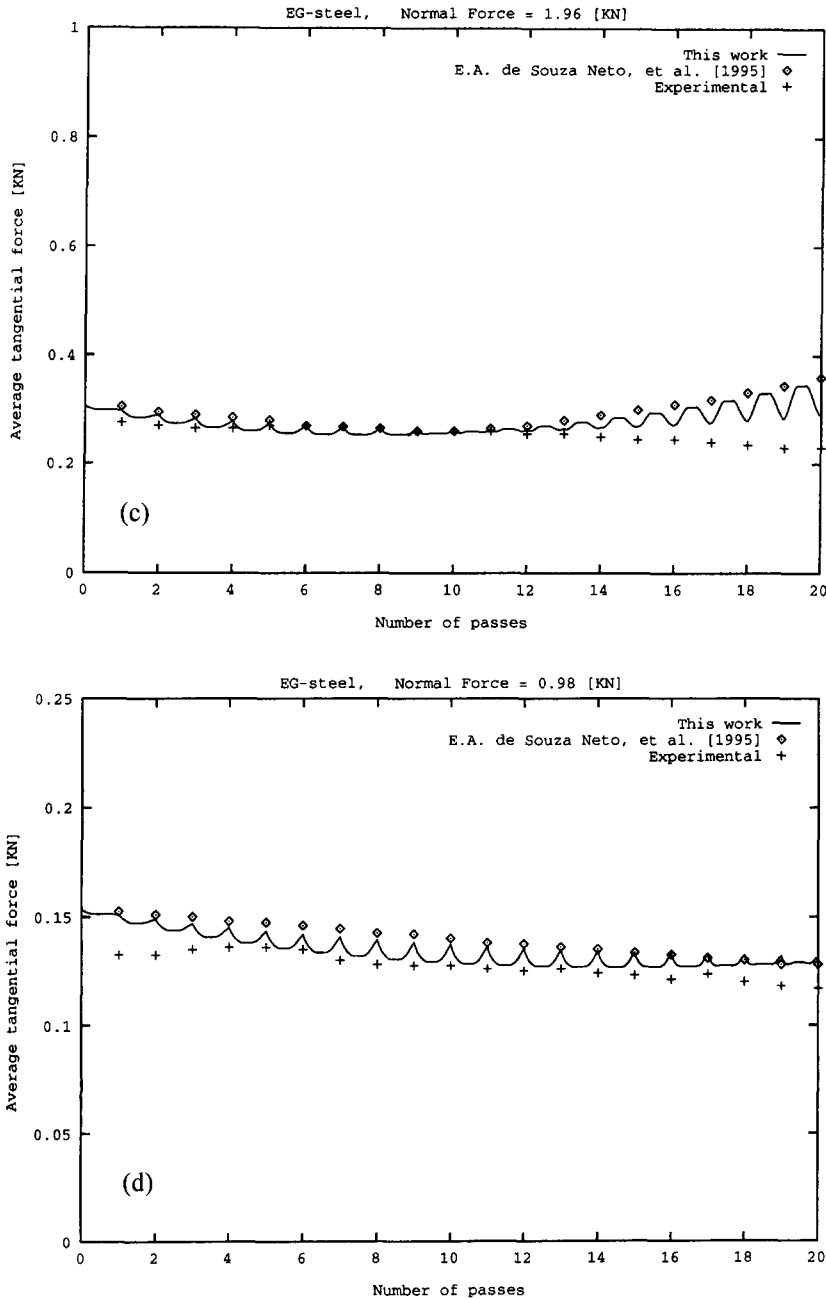 EG-steel, Normal Force = 1.96 [KN]
1
This work
E.A. de Souza Neto, et al. [1995]
Experimental
0.8
0.6
Average tangential force [KN]
0.4
0.2
(c)
0
0 2 4 6 8 10 12 14 16 18 20
Number of passes
EG-steel, Normal Force = 0.98 [KN]
0.25
This work
E.A. de Souza Neto, et al. [1995]
Experimental
0.2
Average tangential force [KN]
0.15
0.1
0.05
(d)
0
0 2 4 6 8 10 12 14 16 18 20
Number of passes